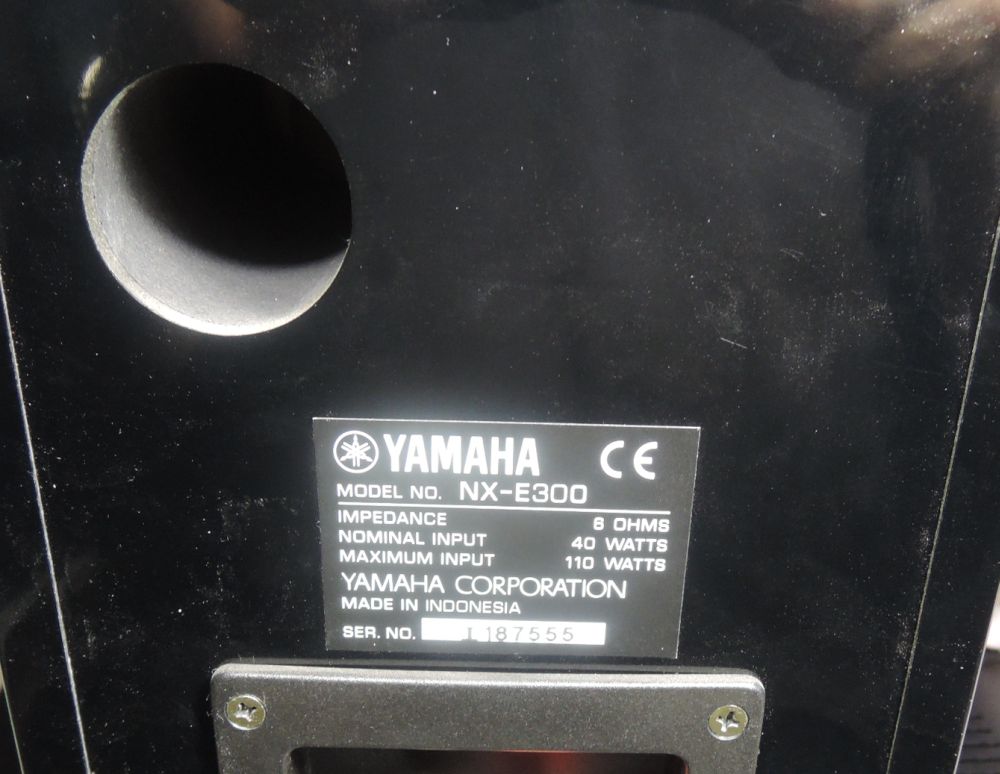 YAMAHA CE
MODEL NO. NX-E300
IMPEDANCE 6 OHMS
NOMINAL INPUT 40 WATTS
MAXIMUM INPUT 110 WATTS
YAMAHA CORPORATION
MADE IN INDONESIA
SER. NO. I187555